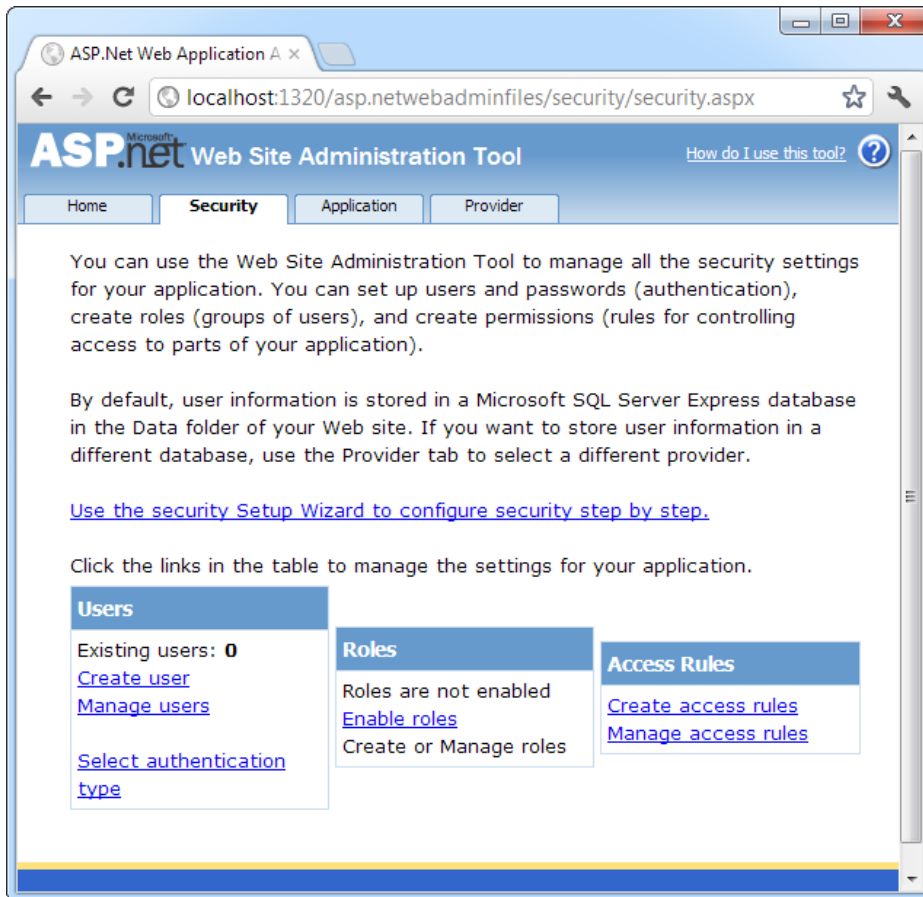 ASP.Net Web Application A
localhost:1320/asp.netwebadminfiles/security/security.aspx
Microsoft
ASP.net Web Site Administration Tool
How do I use this tool? ?
Home Security Application Provider
You can use the Web Site Administration Tool to manage all the security settings
for your application. You can set up users and passwords (authentication),
create roles (groups of users), and create permissions (rules for controlling
access to parts of your application).
By default, user information is stored in a Microsoft SQL Server Express database
in the Data folder of your Web site. If you want to store user information in a
different database, use the Provider tab to select a different provider.
Use the security Setup Wizard to configure security step by step.
Click the links in the table to manage the settings for your application.
Users
Existing users: 0
Create user
Manage users
Select authentication
type
Roles
Roles are not enabled
Enable roles
Create or Manage roles
Access Rules
Create access rules
Manage access rules